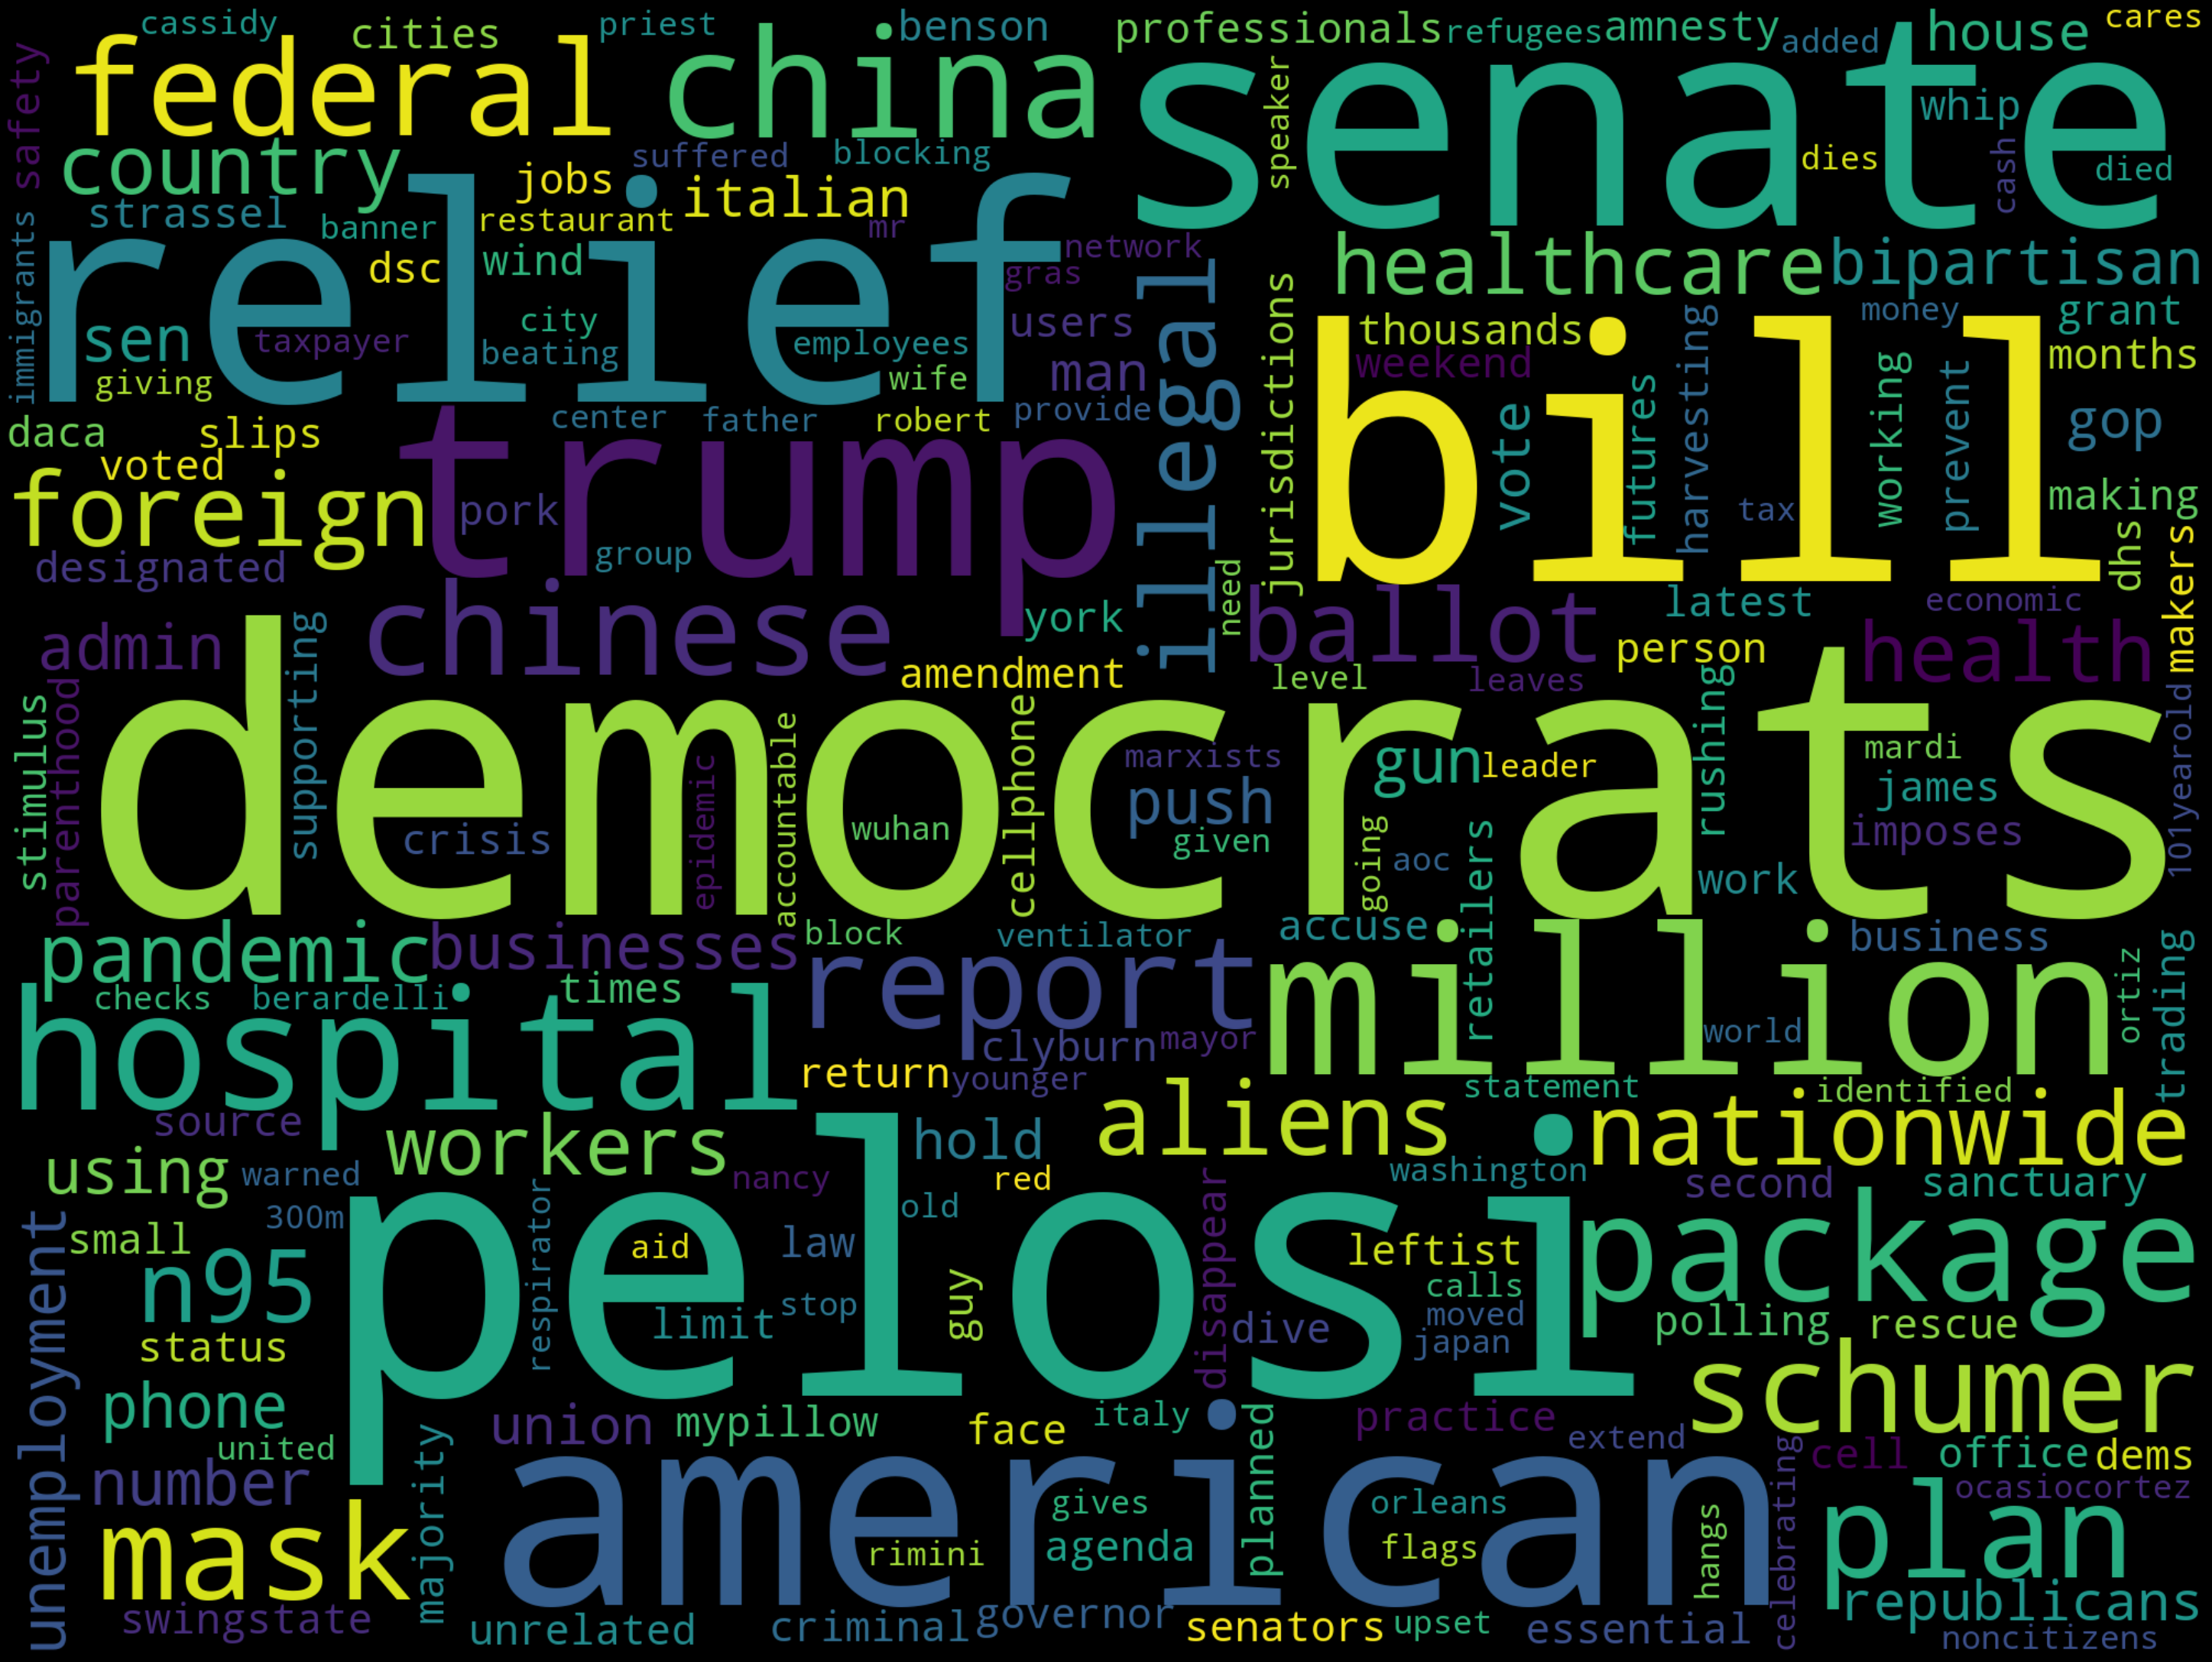 cassidy
cities
priest
benson
professionals
refugees
amnesty
added
house
cares
safety
federal
china
senate
speaker
whip
country
suffered
blocking
dies
cash
died
jobs
italian
strassel
banner
restaurant
mr
network
immigrants
relief
dsc
wind
gras
illegal
healthcare
bipartisan
sen
taxpayer
city
beating
employees
users
jurisdictions
thousands
harvesting
money
grant
giving
wife
man
weekend
months
daca
slips
center
father
robert
provide
bill
vote
futures
working
prevent
gop
voted
trump
foreign
pork
tax
making
designated
group
need
dhs
makers
chinese
york
ballot
latest
economic
admin
supporting
amendment
level
leaves
person
health
stimulus
parenthood
democrats
epidemic
accountable
cellphone
marxists
gun
leader
rushing
mardi
101yearold
crisis
wuhan
push
given
going
aoc
retailers
james
imposes
work
pandemic
businesses
block
ventilator
accuse
business
checks
berardelli
times
report
million
ortiz
trading
hospital
clyburn
mayor
world
return
younger
statement
identified
source
workers
hold
aliens
nationwide
using
warned
nancy
red
disappear
washington
second
sanctuary
300m
respirator
old
small
aid
law
leftist
package
unemployment
n95
pelosi
guy
calls
limit
stop
moved
dive
japan
polling
rescue
status
schumer
phone
union
mypillow
face
italy
planned
practice
extend
united
majority
cell
office
dems
number
american
celebrating
ocasiocortez
mask
gives
orleans
hangs
plan
rimini
agenda
flags
swingstate
unrelated
criminal
governor
senators
upset
essential
republicans
noncitizens